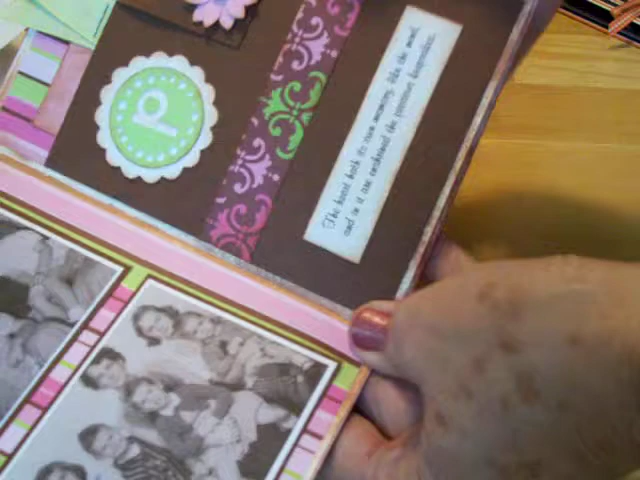 p
The heart hath its own memory, like the mind,
and in it are enshrined the precious keepsakes.